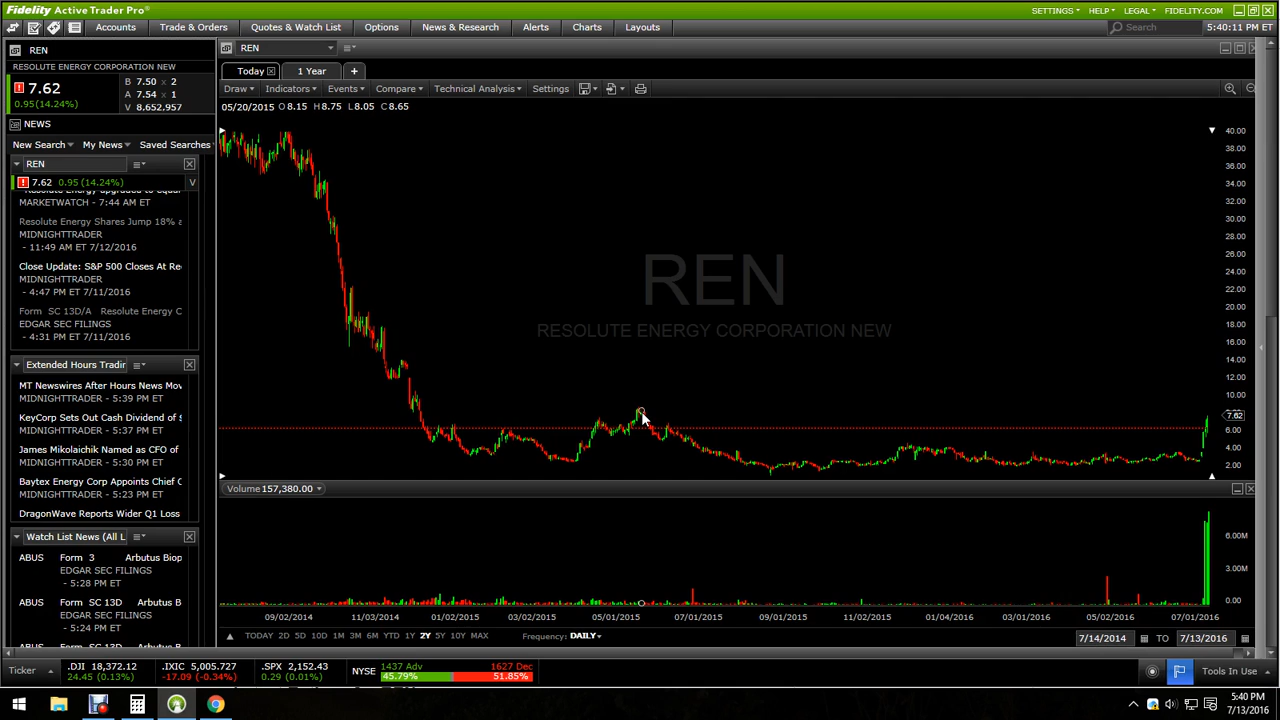 Fidelity Active Trader Pro®
SETTINGS HELP LEGAL FIDELITY.COM
Accounts Trade & Orders Quotes & Watch List Options News & Research Alerts Charts Layouts Search 5:40:11 PM ET
REN
RESOLUTE ENERGY CORPORATION NEW
7.62
0.95 (14.24%)
B 7.50 x 2
A 7.54 x 1
V 8,652,957
NEWS
New Search My News Saved Searches
REN
7.62 0.95 (14.24%) V
MARKETWATCH - 7:44 AM ET
Resolute Energy Shares Jump 18% a
MIDNIGHTTRADER
- 11:49 AM ET 7/12/2016
Close Update: S&P 500 Closes At Re
MIDNIGHTTRADER
- 4:47 PM ET 7/11/2016
Form SC 13D/A Resolute Energy C
EDGAR SEC FILINGS
- 4:31 PM ET 7/11/2016
Extended Hours Tradir
MT Newswires After Hours News Mov
MIDNIGHTTRADER - 5:39 PM ET
KeyCorp Sets Out Cash Dividend of $
MIDNIGHTTRADER - 5:37 PM ET
James Mikolaichik Named as CFO of
MIDNIGHTTRADER - 5:30 PM ET
Baytex Energy Corp Appoints Chief C
MIDNIGHTTRADER - 5:23 PM ET
DragonWave Reports Wider Q1 Loss
Watch List News (All L
ABUS Form 3 Arbutus Biop
EDGAR SEC FILINGS
- 5:28 PM ET
ABUS Form SC 13D Arbutus B
EDGAR SEC FILINGS
- 5:24 PM ET
REN
Today 1 Year +
Draw Indicators Events Compare Technical Analysis Settings
05/20/2015 O 8.15 H 8.75 L 8.05 C 8.65
REN
RESOLUTE ENERGY CORPORATION NEW
40.00
38.00
36.00
34.00
32.00
30.00
28.00
26.00
24.00
22.00
20.00
18.00
16.00
14.00
12.00
10.00
7.62
6.00
4.00
2.00
Volume 157,380.00
6.00M
3.00M
0.00
09/02/2014 11/03/2014 01/02/2015 03/02/2015 05/01/2015 07/01/2015 09/01/2015 11/02/2015 01/04/2016 03/01/2016 05/02/2016 07/01/2016
TODAY 2D 5D 10D 1M 3M 6M YTD 1Y 2Y 5Y 10Y MAX Frequency: DAILY 7/14/2014 TO 7/13/2016
Ticker .DJI 18,372.12 .IXIC 5,005.727 .SPX 2,152.43 NYSE 1437 Adv 1627 Dec
24.45 (0.13%) -17.09 (-0.34%) 0.29 (0.01%) 45.79% 51.85%
Tools In Use
5:40 PM
7/13/2016